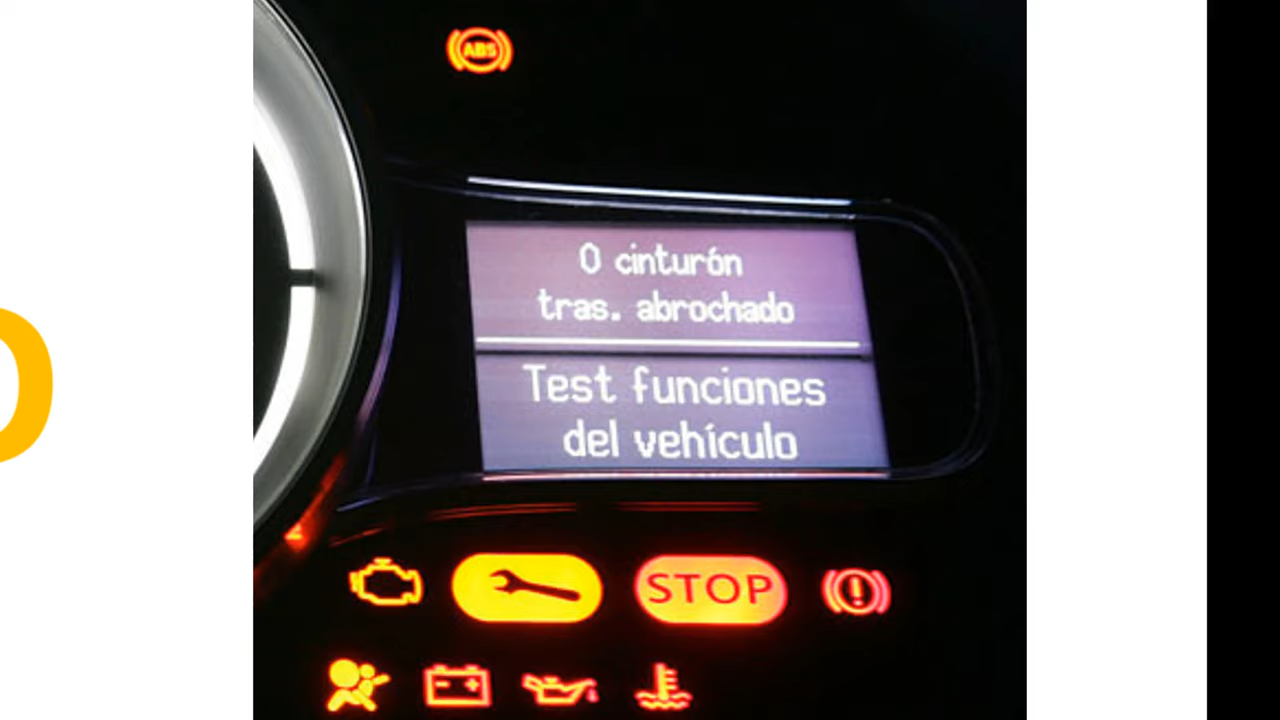 ABS
0 cinturón
tras. abrochado
Test funciones
del vehículo
STOP